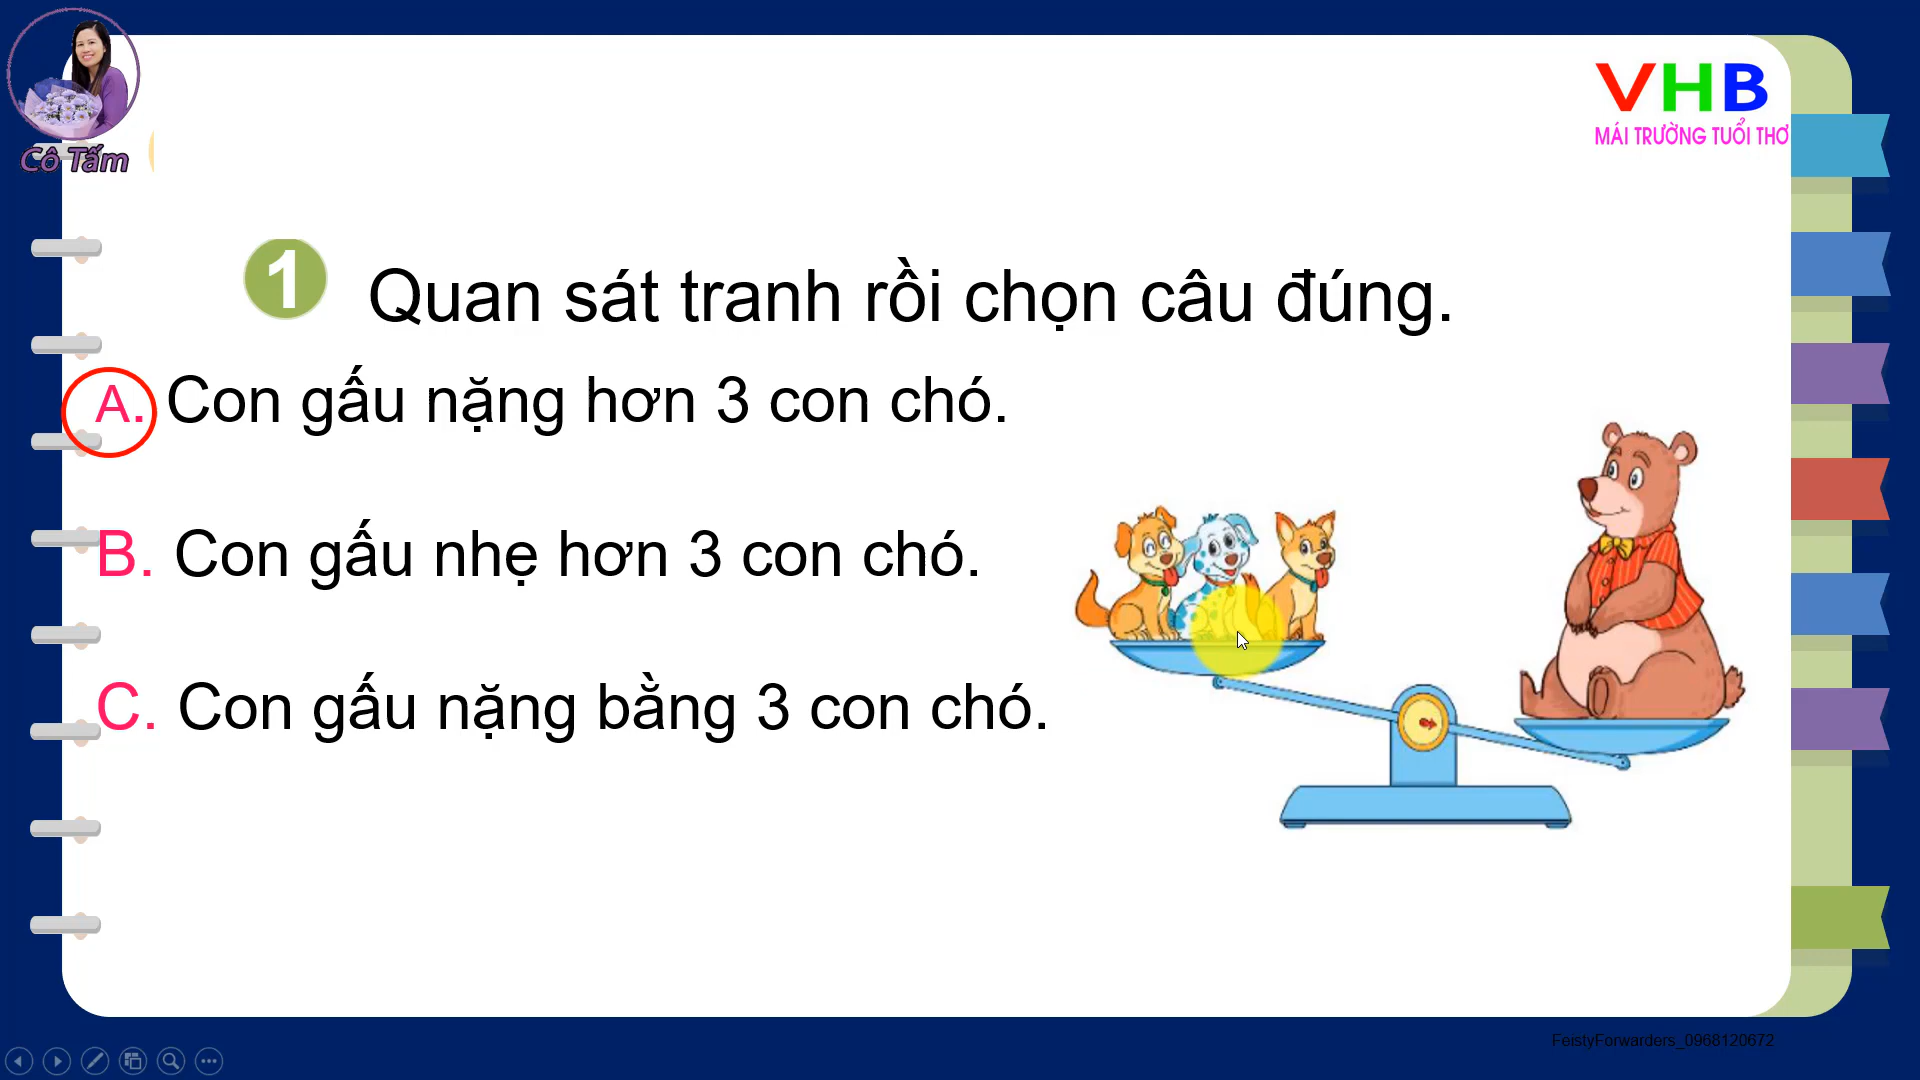 Cô Tấm
VHB
MÁI TRƯỜNG TUỔI THƠ
1 Quan sát tranh rồi chọn câu đúng.
A. Con gấu nặng hơn 3 con chó.
B. Con gấu nhẹ hơn 3 con chó.
C. Con gấu nặng bằng 3 con chó.
FeistyForwarders_0968120672